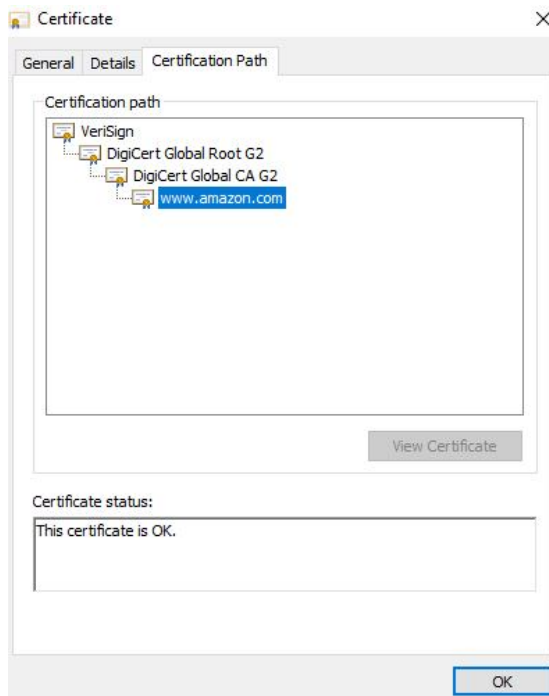 Certificate
General Details Certification Path
Certification path
VeriSign
DigiCert Global Root G2
DigiCert Global CA G2
www.amazon.com
View Certificate
Certificate status:
This certificate is OK.
OK